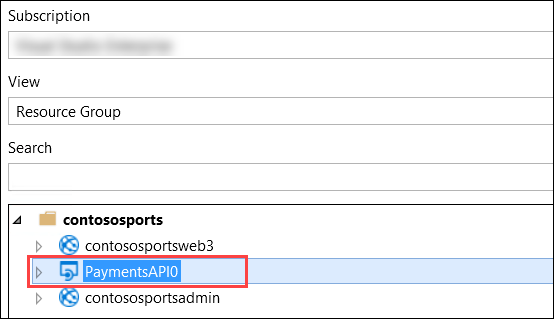 Subscription
View
Resource Group
Search
contososports
contososportsweb3
PaymentsAPI0
contososportsadmin